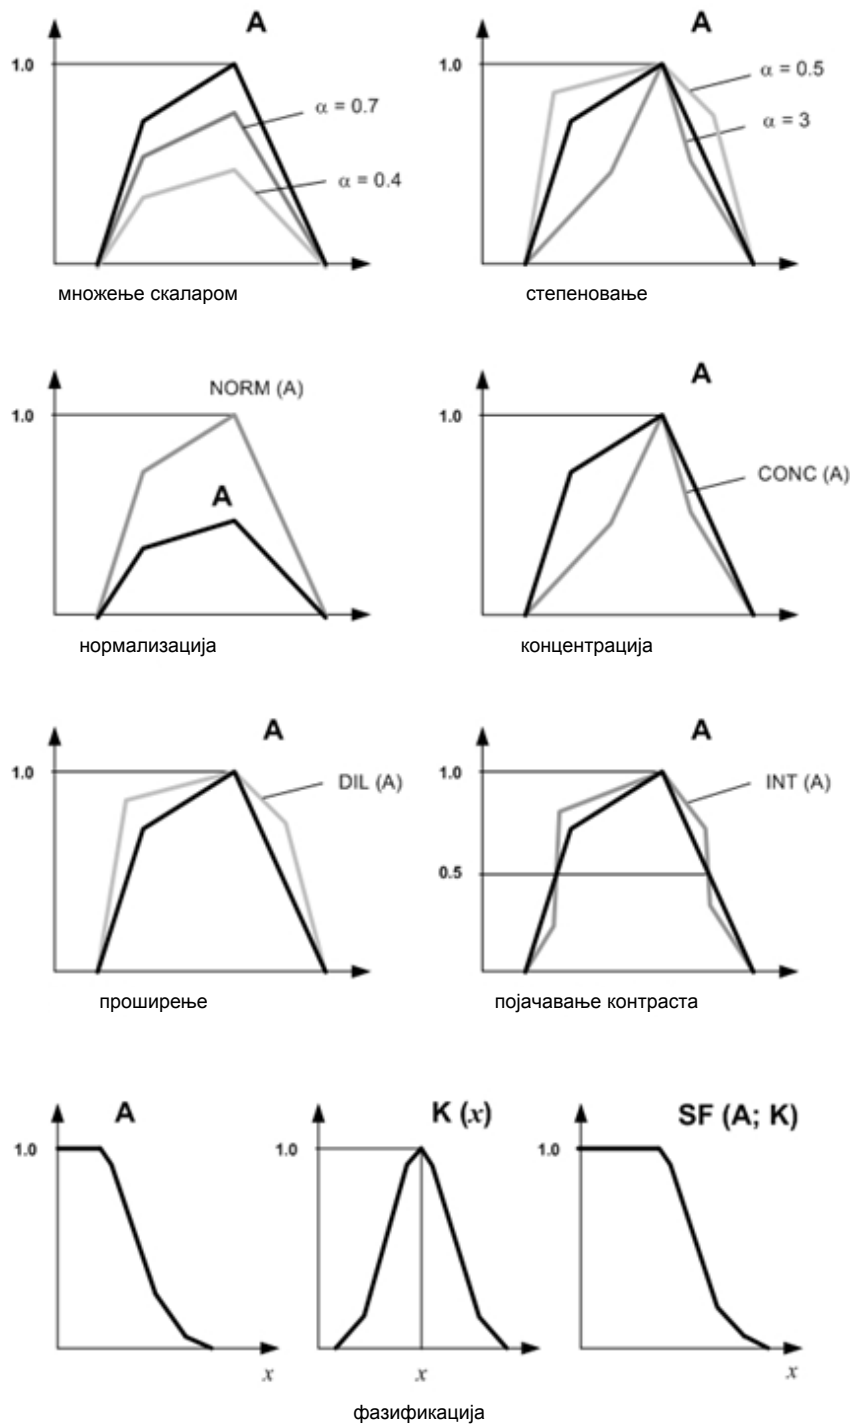 A
1.0
α = 0.7
α = 0.4
множење скаларом
A
1.0
α = 0.5
α = 3
степеновање
NORM (A)
1.0
A
нормализација
A
1.0
CONC (A)
концентрација
A
1.0
DIL (A)
проширење
A
1.0
INT (A)
0.5
појачавање контраста
A
1.0
x
K (x)
1.0
x
SF (A; K)
1.0
x
фазификација